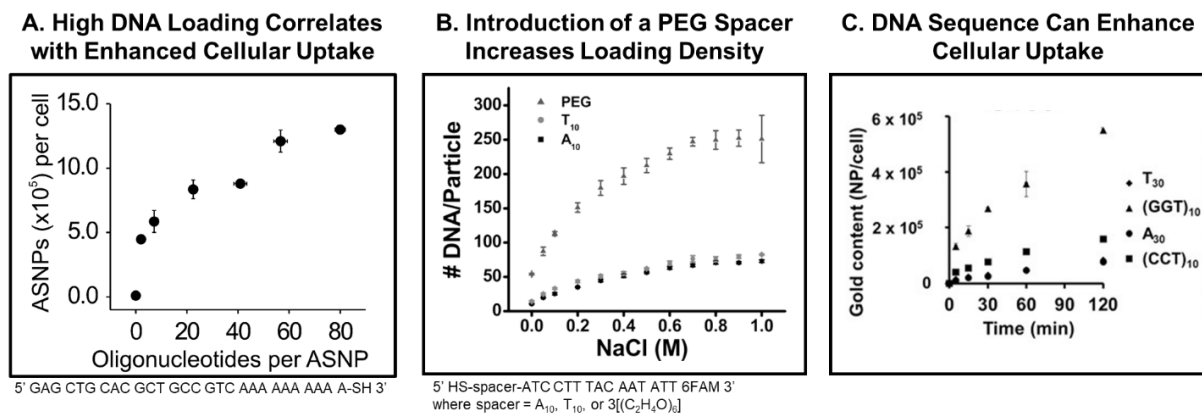 A. High DNA Loading Correlates
with Enhanced Cellular Uptake
ASNPs (x10⁵) per cell
15.0
10.0
5.0
0.0
0 20 40 60 80
Oligonucleotides per ASNP
5' GAG CTG CAC GCT GCC GTC AAA AAA AAA A-SH 3'
B. Introduction of a PEG Spacer
Increases Loading Density
# DNA/Particle
300
250
200
150
100
50
0
PEG
T₁₀
A₁₀
0.0 0.2 0.4 0.6 0.8 1.0
NaCl (M)
5' HS-spacer-ATC CTT TAC AAT ATT 6FAM 3'
where spacer = A₁₀, T₁₀, or 3[(C₂H₄O)₆]
C. DNA Sequence Can Enhance
Cellular Uptake
Gold content (NP/cell)
6 x 10⁵
4 x 10⁵
2 x 10⁵
0
T₃₀
(GGT)₁₀
A₃₀
(CCT)₁₀
0 30 60 90 120
Time (min)